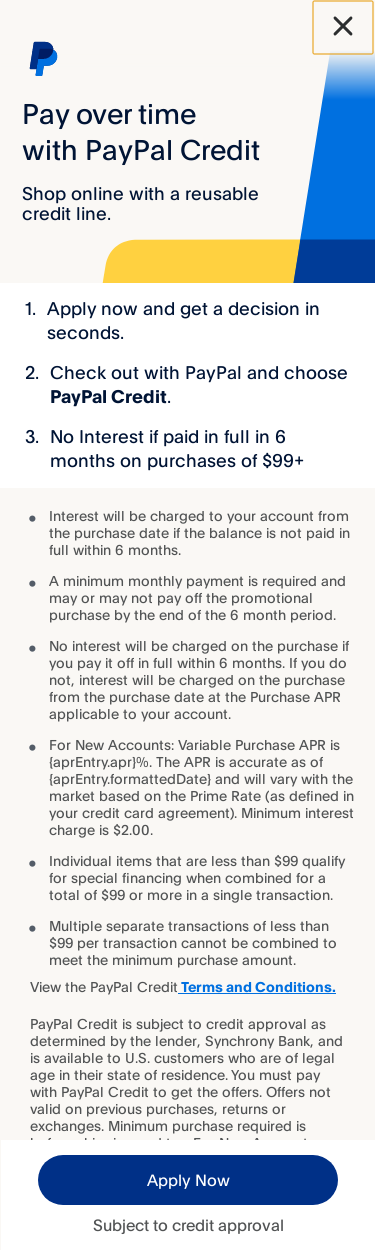 Pay over time
with PayPal Credit
Shop online with a reusable
credit line.
1. Apply now and get a decision in
seconds.
2. Check out with PayPal and choose
PayPal Credit.
3. No Interest if paid in full in 6
months on purchases of $99+
Interest will be charged to your account from
the purchase date if the balance is not paid in
full within 6 months.
A minimum monthly payment is required and
may or may not pay off the promotional
purchase by the end of the 6 month period.
No interest will be charged on the purchase if
you pay it off in full within 6 months. If you do
not, interest will be charged on the purchase
from the purchase date at the Purchase APR
applicable to your account.
For New Accounts: Variable Purchase APR is
{aprEntry.apr}%. The APR is accurate as of
{aprEntry.formattedDate} and will vary with the
market based on the Prime Rate (as defined in
your credit card agreement). Minimum interest
charge is $2.00.
Individual items that are less than $99 qualify
for special financing when combined for a
total of $99 or more in a single transaction.
Multiple separate transactions of less than
$99 per transaction cannot be combined to
meet the minimum purchase amount.
View the PayPal Credit Terms and Conditions.
PayPal Credit is subject to credit approval as
determined by the lender, Synchrony Bank, and
is available to U.S. customers who are of legal
age in their state of residence. You must pay
with PayPal Credit to get the offers. Offers not
valid on previous purchases, returns or
exchanges. Minimum purchase required is
Apply Now
Subject to credit approval